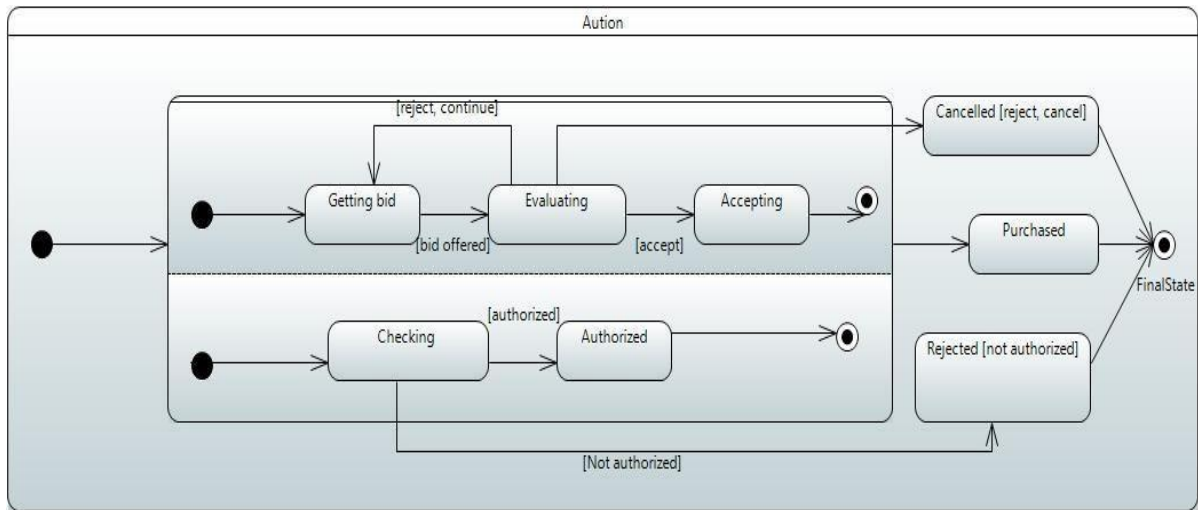 Aution
[reject, continue]
Cancelled [reject, cancel]
Getting bid
Evaluating
Accepting
[bid offered]
[accept]
Purchased
FinalState
[authorized]
Checking
Authorized
Rejected [not authorized]
[Not authorized]